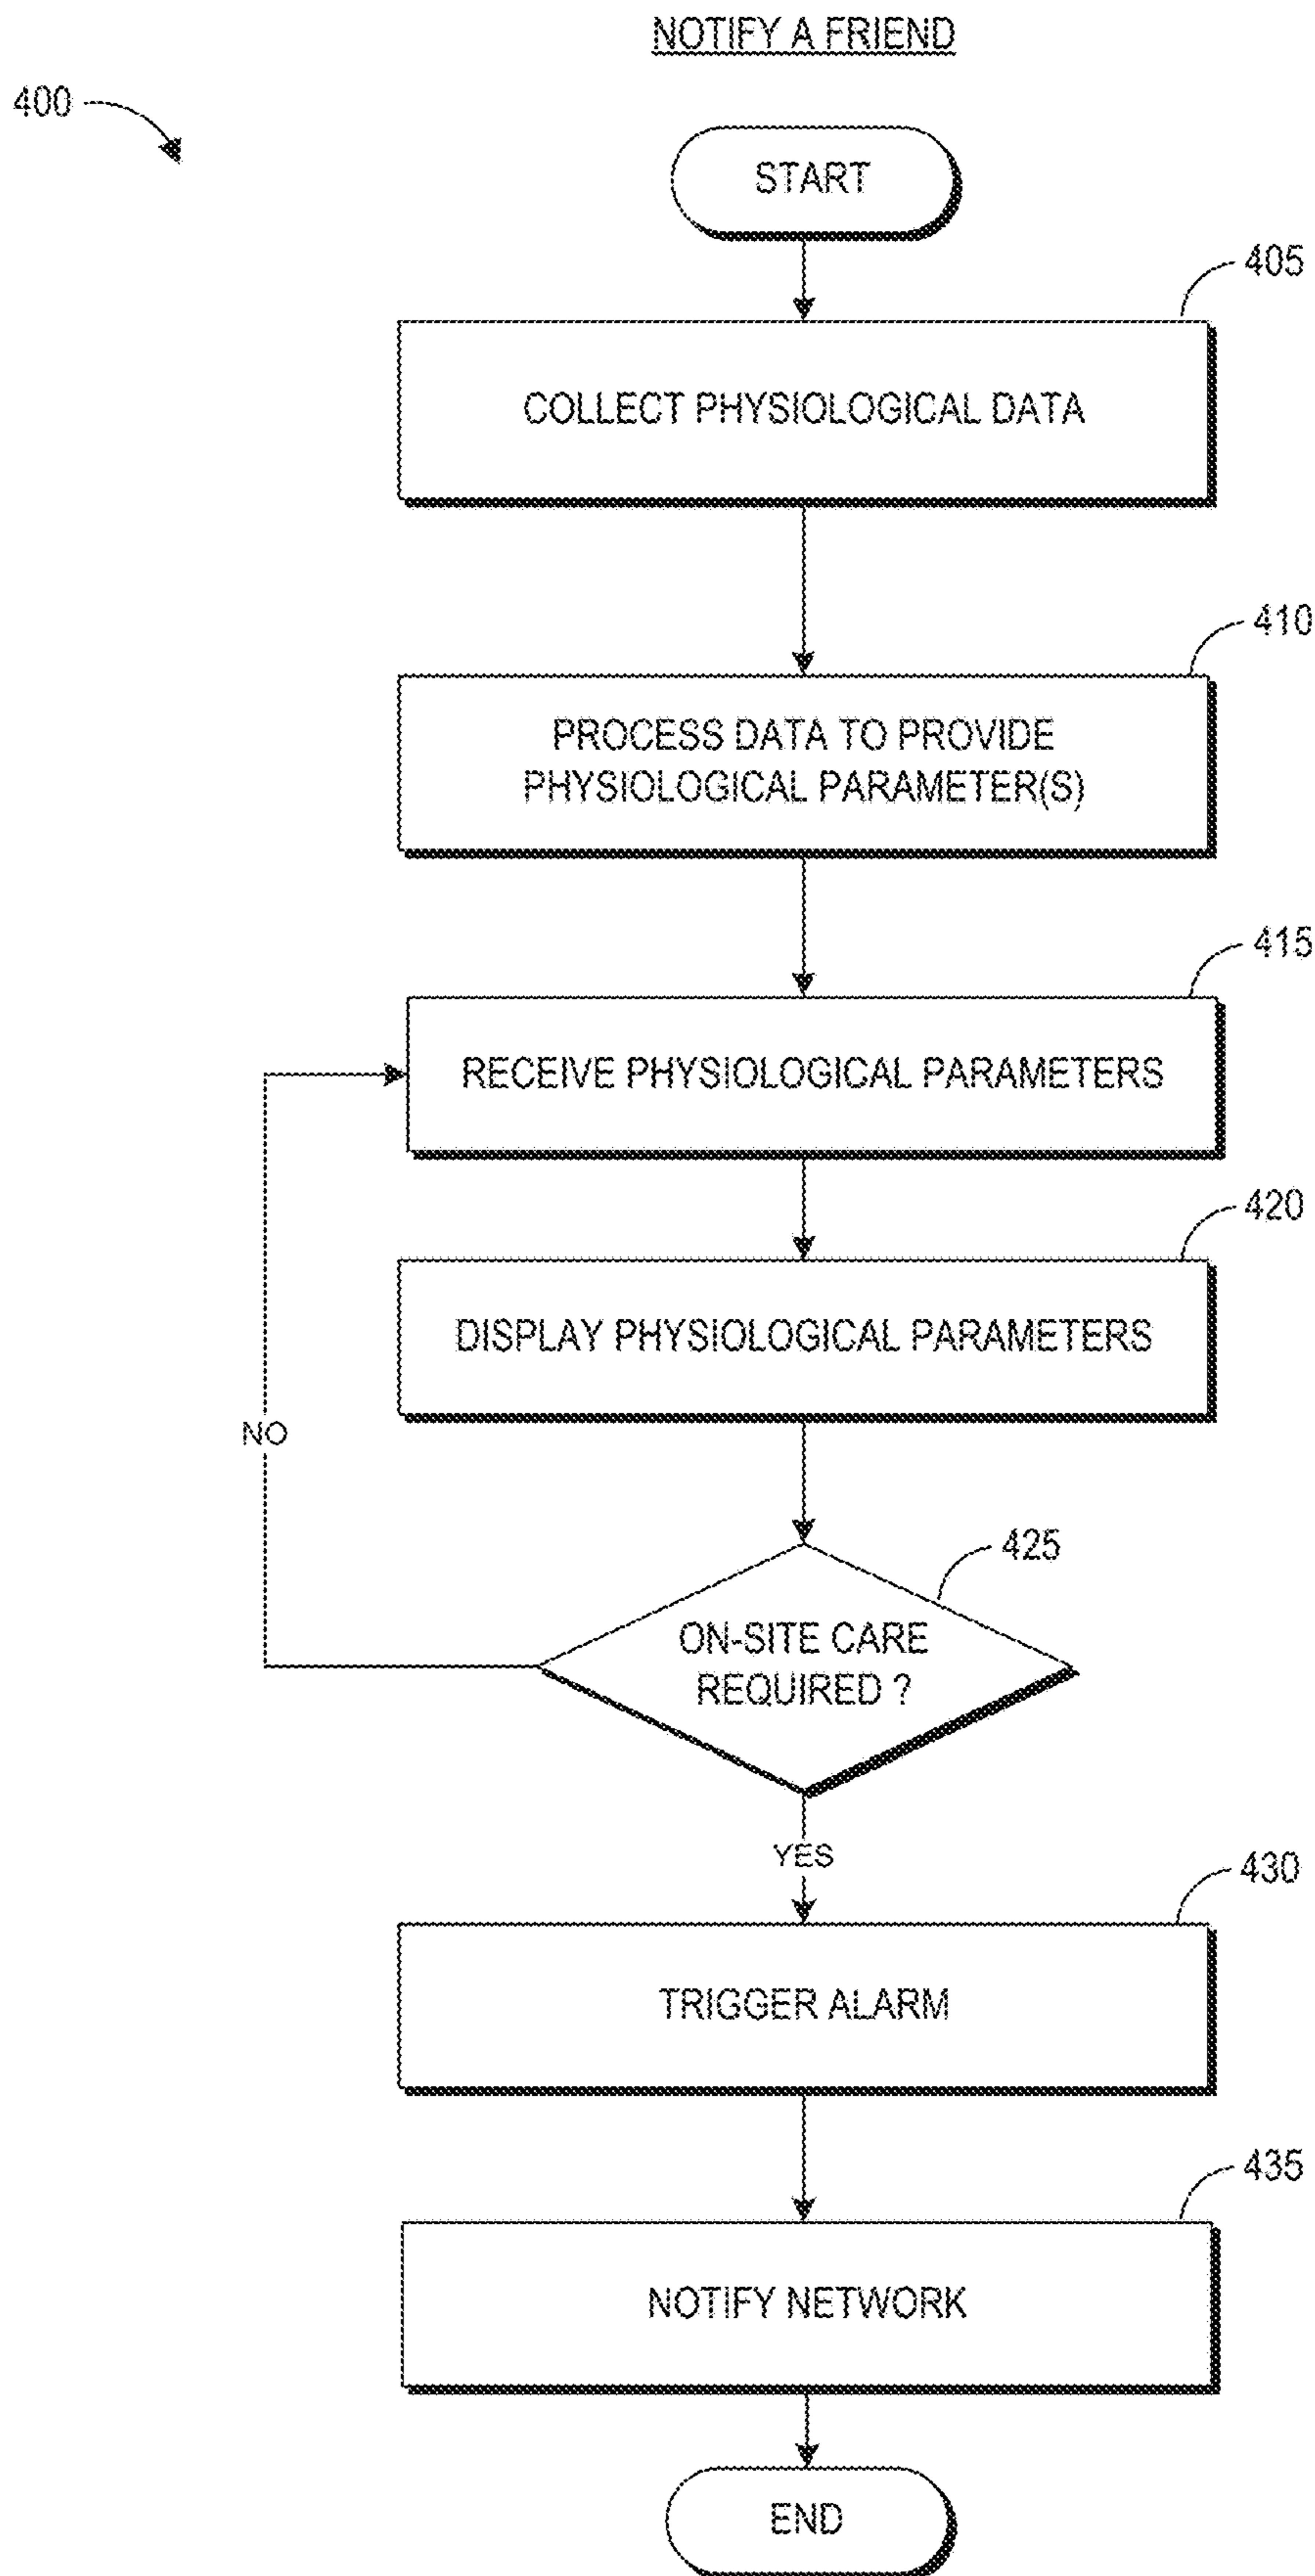 NOTIFY A FRIEND
400
START
405
COLLECT PHYSIOLOGICAL DATA
410
PROCESS DATA TO PROVIDE
PHYSIOLOGICAL PARAMETER(S)
415
RECEIVE PHYSIOLOGICAL PARAMETERS
420
DISPLAY PHYSIOLOGICAL PARAMETERS
NO
425
ON-SITE CARE
REQUIRED ?
YES
430
TRIGGER ALARM
435
NOTIFY NETWORK
END